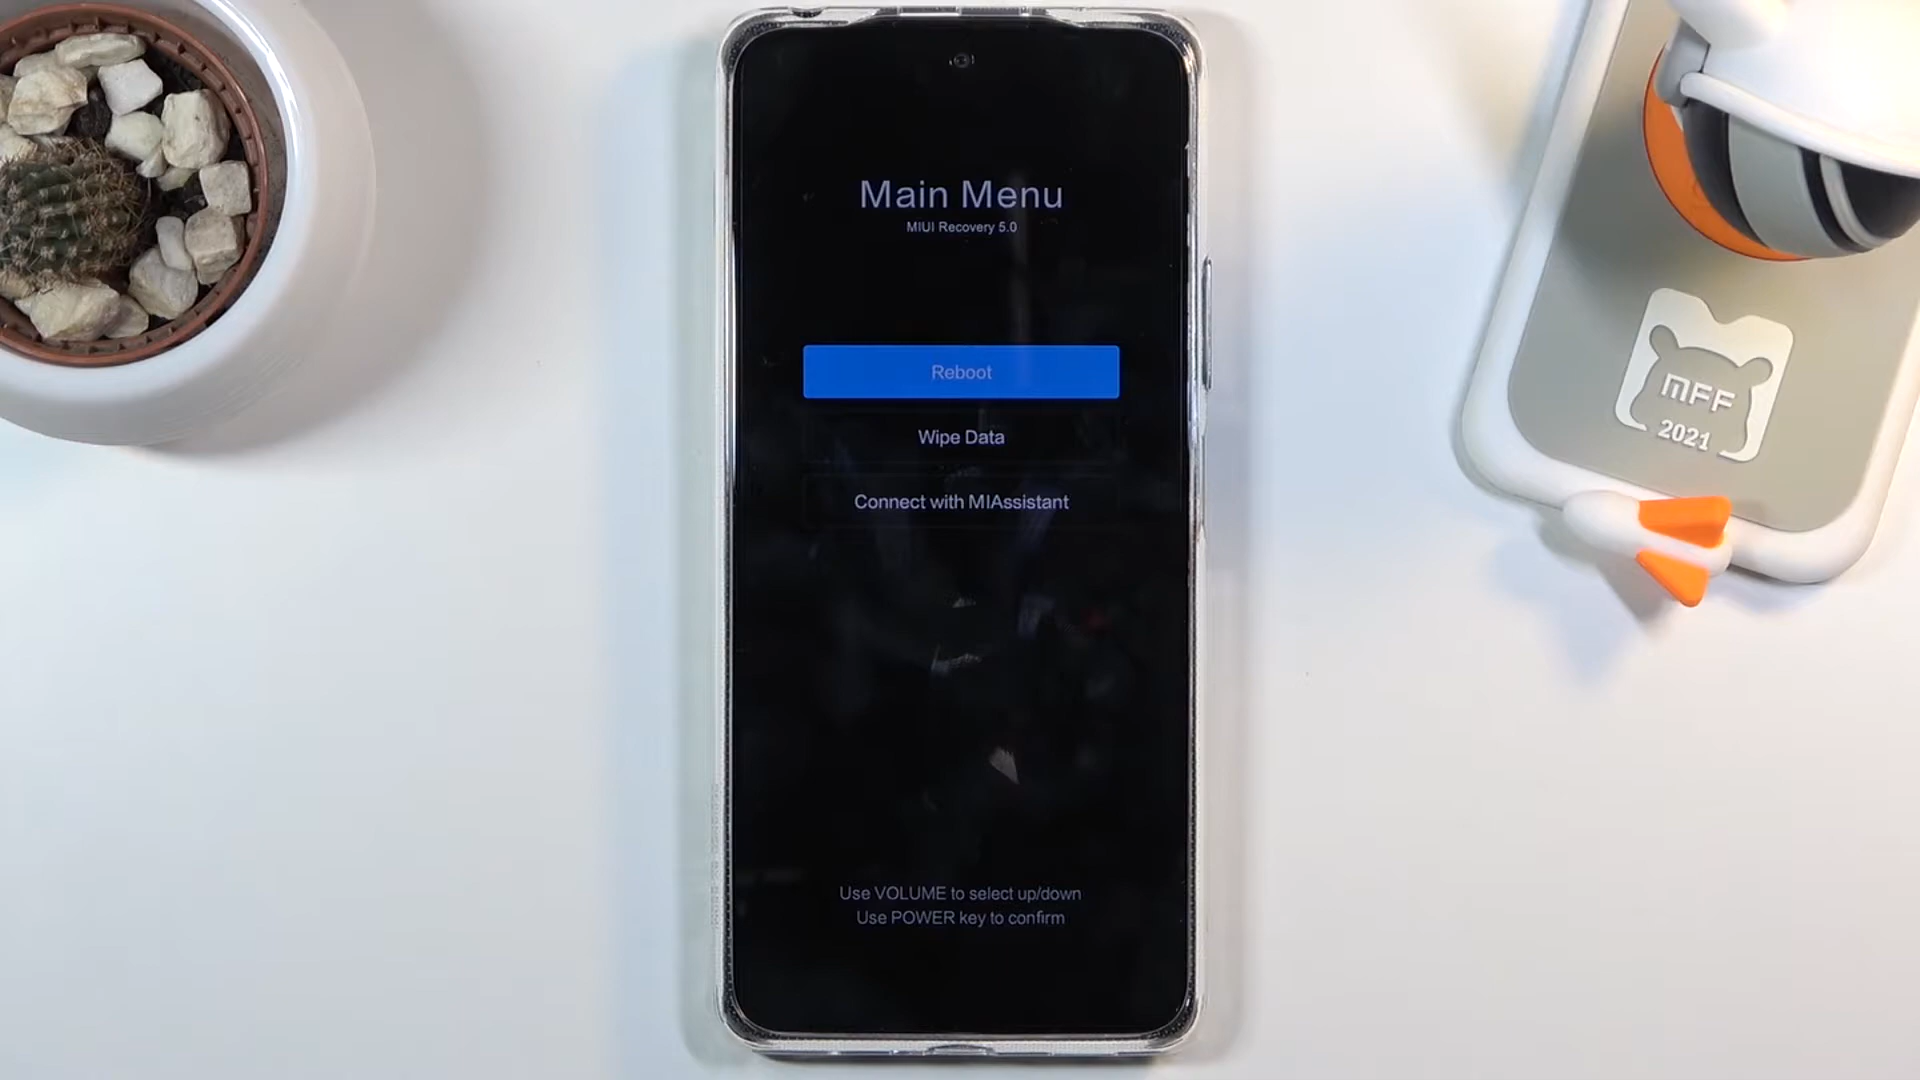 Main Menu
MIUI Recovery 5.0
Reboot
Wipe Data
Connect with MIAssistant
Use VOLUME to select up/down
Use POWER key to confirm
MFF
2021